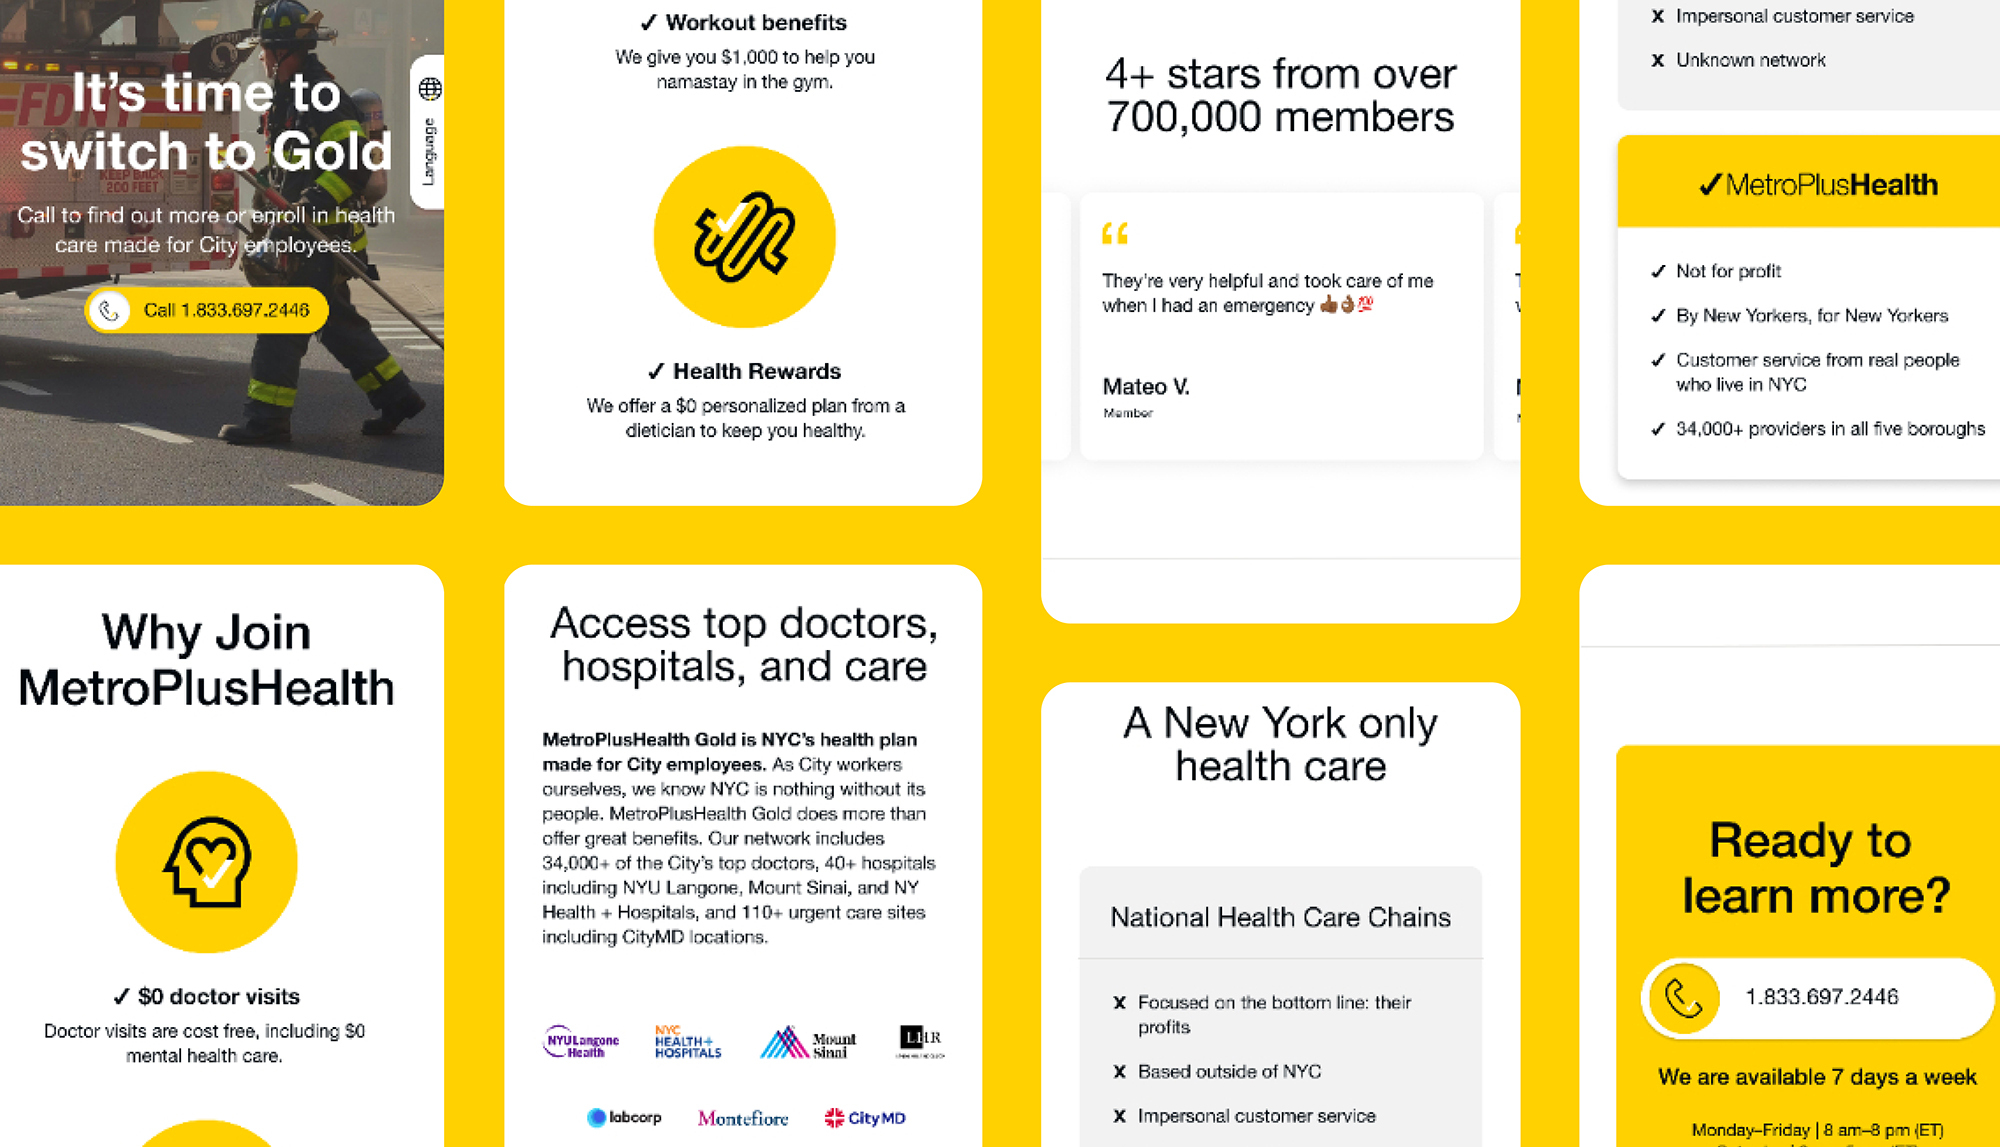 FDNY
KEEP BACK
200 FEET
It's time to
switch to Gold
Call to find out more or enroll in health
care made for City employees.
Call 1.833.697.2446
Language
Why Join
MetroPlusHealth
✓ $0 doctor visits
Doctor visits are cost free, including $0
mental health care.
✓ Workout benefits
We give you $1,000 to help you
namastay in the gym.
✓ Health Rewards
We offer a $0 personalized plan from a
dietician to keep you healthy.
Access top doctors,
hospitals, and care
MetroPlusHealth Gold is NYC's health plan
made for City employees. As City workers
ourselves, we know NYC is nothing without its
people. MetroPlusHealth Gold does more than
offer great benefits. Our network includes
34,000+ of the City's top doctors, 40+ hospitals
including NYU Langone, Mount Sinai, and NY
Health + Hospitals, and 110+ urgent care sites
including CityMD locations.
NYU Langone
Health
NYC
HEALTH+
HOSPITALS
Mount
Sinai
LHR
labcorp
Montefiore
CityMD
4+ stars from over
700,000 members
“
They're very helpful and took care of me
when I had an emergency 👍🏾👌🏾💯
Mateo V.
Member
A New York only
health care
National Health Care Chains
X Focused on the bottom line: their
profits
X Based outside of NYC
X Impersonal customer service
X Impersonal customer service
X Unknown network
✓MetroPlusHealth
✓ Not for profit
✓ By New Yorkers, for New Yorkers
✓ Customer service from real people
who live in NYC
✓ 34,000+ providers in all five boroughs
Ready to
learn more?
1.833.697.2446
We are available 7 days a week
Monday–Friday | 8 am–8 pm (ET)